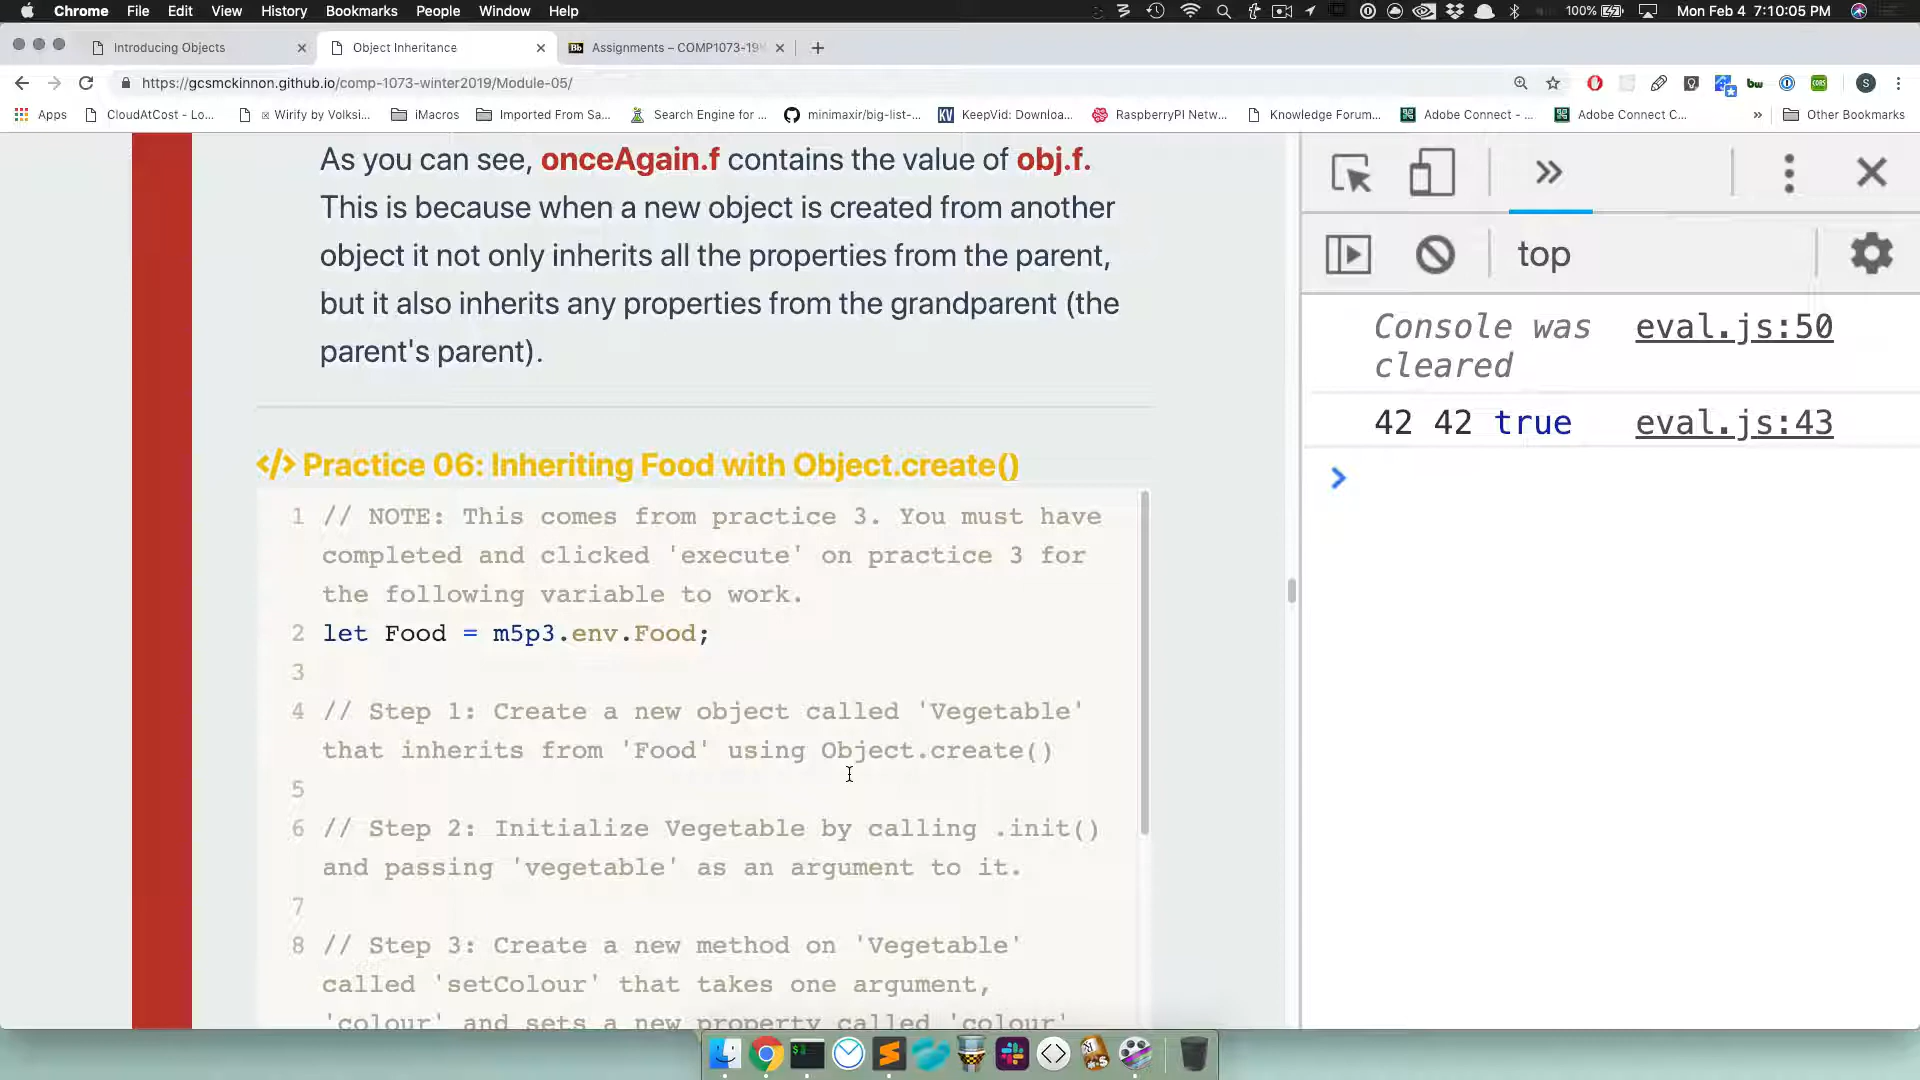 Chrome File Edit View History Bookmarks People Window Help 100% Mon Feb 4 7:10:05 PM
Introducing Objects Object Inheritance Bb Assignments – COMP1073-19
https://gcsmckinnon.github.io/comp-1073-winter2019/Module-05/
Apps CloudAtCost - Lo... Wirify by Volksi... iMacros Imported From Sa... Search Engine for ... minimaxir/big-list-... KV KeepVid: Downloa... RaspberryPI Netw... Knowledge Forum... Adobe Connect - ... Adobe Connect C... » Other Bookmarks
As you can see, onceAgain.f contains the value of obj.f.
This is because when a new object is created from another
object it not only inherits all the properties from the parent,
but it also inherits any properties from the grandparent (the
parent's parent).
</> Practice 06: Inheriting Food with Object.create()
1 // NOTE: This comes from practice 3. You must have
completed and clicked 'execute' on practice 3 for
the following variable to work.
2 let Food = m5p3.env.Food;
3
4 // Step 1: Create a new object called 'Vegetable'
that inherits from 'Food' using Object.create()
5
6 // Step 2: Initialize Vegetable by calling .init()
and passing 'vegetable' as an argument to it.
7
8 // Step 3: Create a new method on 'Vegetable'
called 'setColour' that takes one argument,
'colour' and sets a new property called 'colour'
top
Console was eval.js:50
cleared
42 42 true eval.js:43